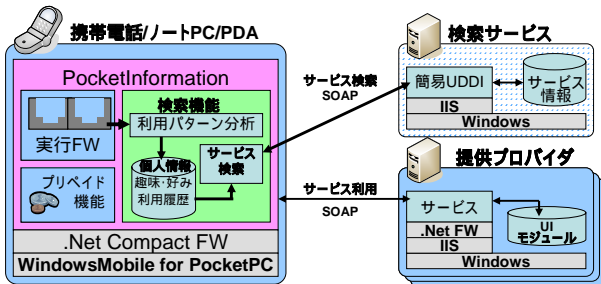 携帯電話/ノートPC/PDA
PocketInformation
実行FW
プリペイド
機能
検索機能
利用パターン分析
個人情報
趣味・好み
利用履歴
サービス
検索
.Net Compact FW
WindowsMobile for PocketPC
サービス検索
SOAP
サービス利用
SOAP
検索サービス
簡易UDDI
サービス
情報
IIS
Windows
提供プロバイダ
サービス
.Net FW
IIS
UI
モジュール
Windows